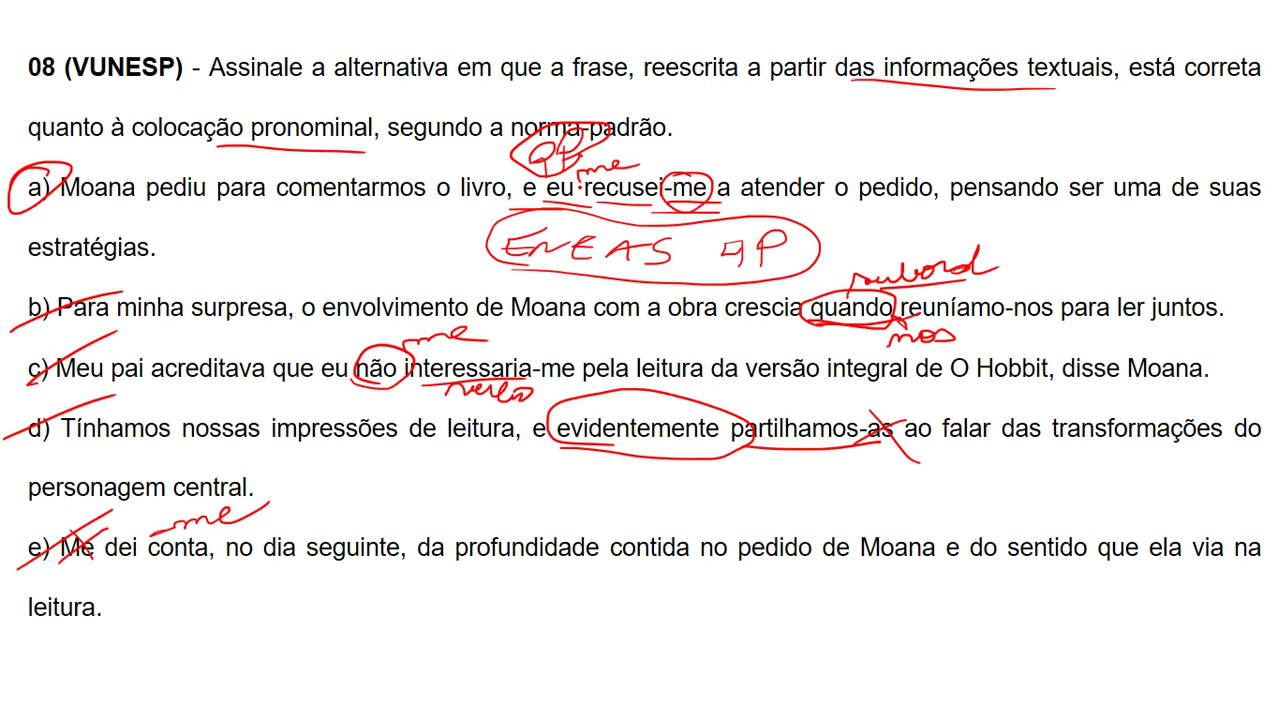 08 (VUNESP) - Assinale a alternativa em que a frase, reescrita a partir das informações textuais, está correta
quanto à colocação pronominal, segundo a norma-padrão.
qP
me
a) Moana pediu para comentarmos o livro, e eu recusei-me a atender o pedido, pensando ser uma de suas
estratégias.
ENEAS qP
subord
b) Para minha surpresa, o envolvimento de Moana com a obra crescia quando reuníamo-nos para ler juntos.
me
nos
c) Meu pai acreditava que eu não interessaria-me pela leitura da versão integral de O Hobbit, disse Moana.
d) Tínhamos nossas impressões de leitura, e evidentemente partilhamos-as ao falar das transformações do
personagem central.
-me
e) Me dei conta, no dia seguinte, da profundidade contida no pedido de Moana e do sentido que ela via na
leitura.